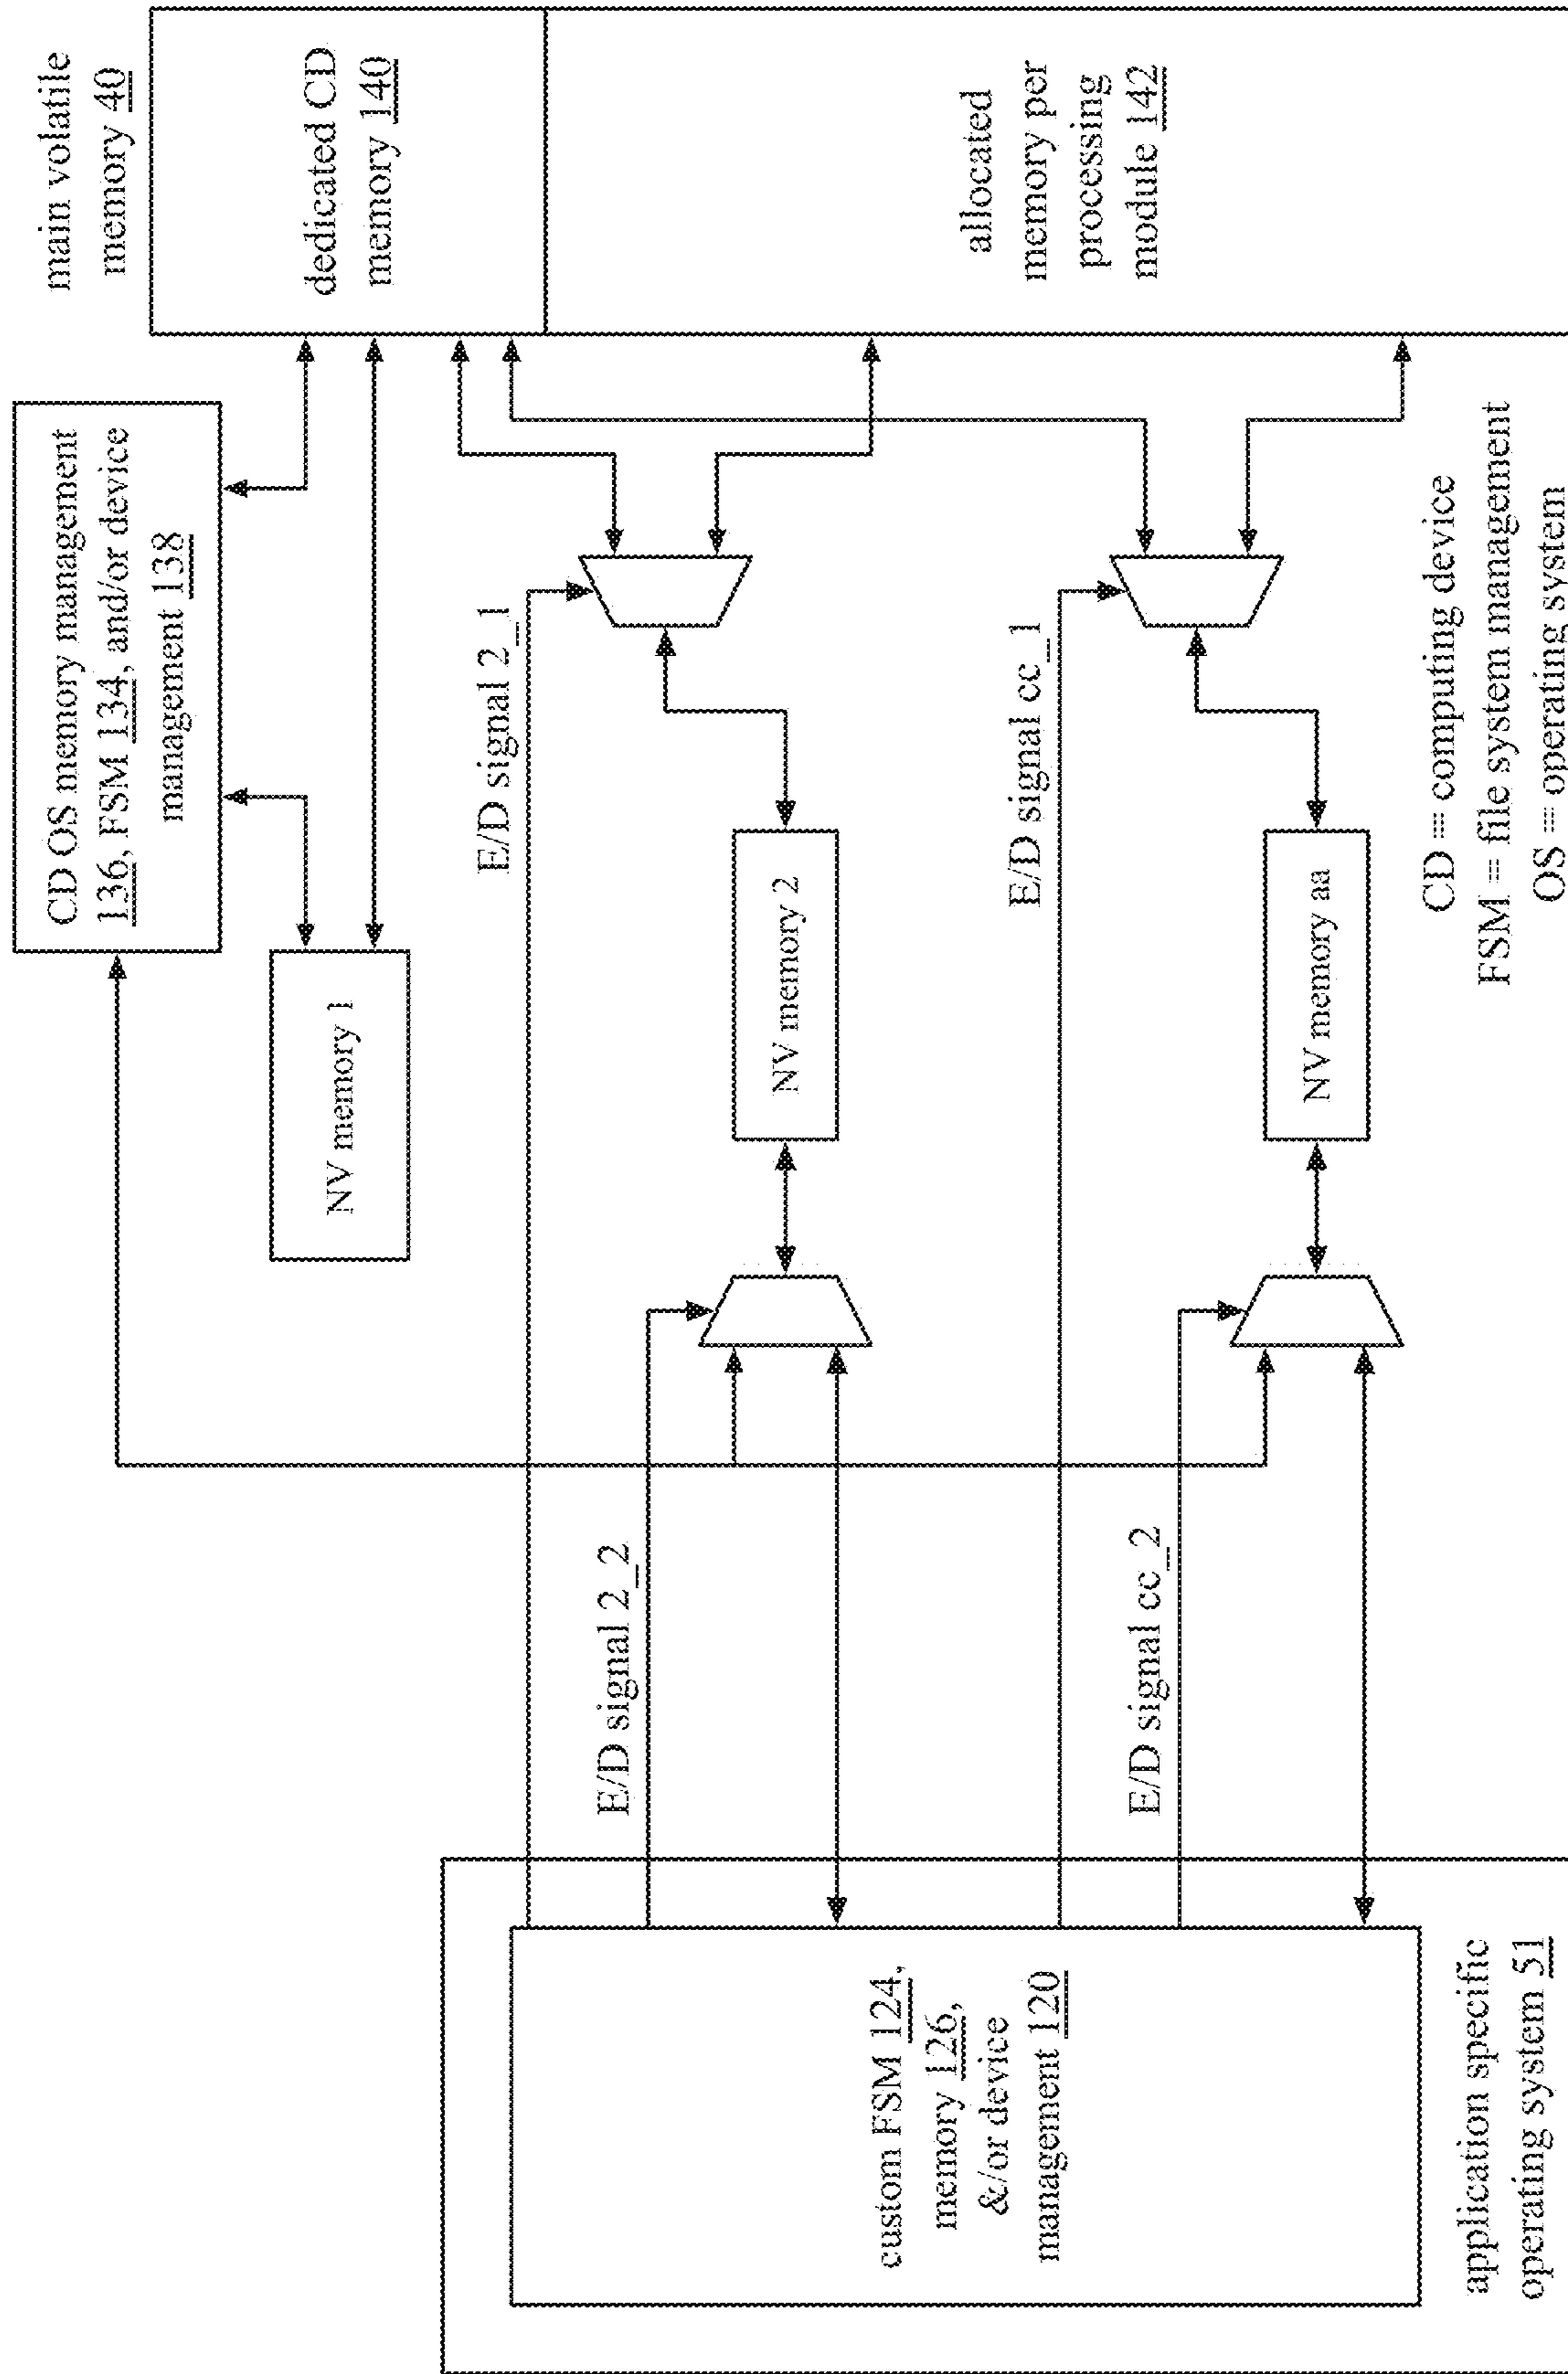 main volatile
memory 40
dedicated CD
memory 140
allocated
memory per
processing
module 142
CD OS memory management
136, FSM 134, and/or device
management 138
NV memory 1
E/D signal 2_1
NV memory 2
E/D signal 2_2
E/D signal cc_1
NV memory aa
E/D signal cc_2
custom FSM 124,
memory 126,
&/or device
management 120
application specific
operating system 51
CD = computing device
FSM = file system management
OS = operating system